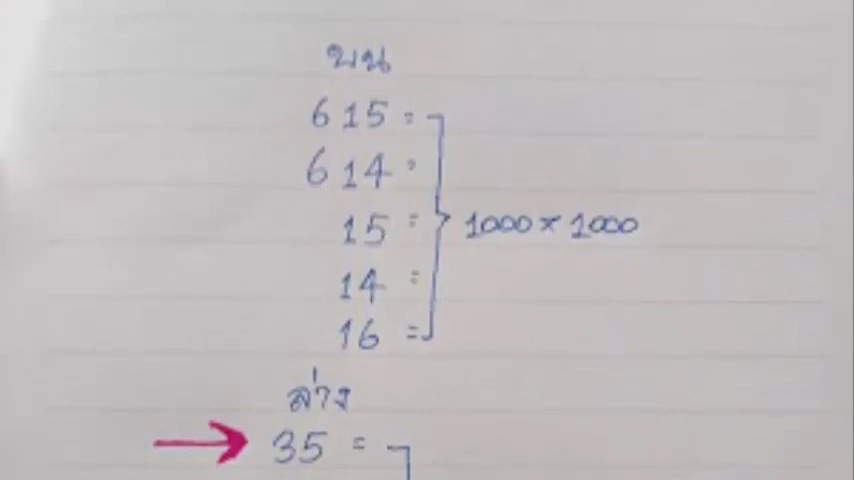 บน
615 =
614 =
15 = 1000 × 1000
14 =
16 =
ล่าง
35 =